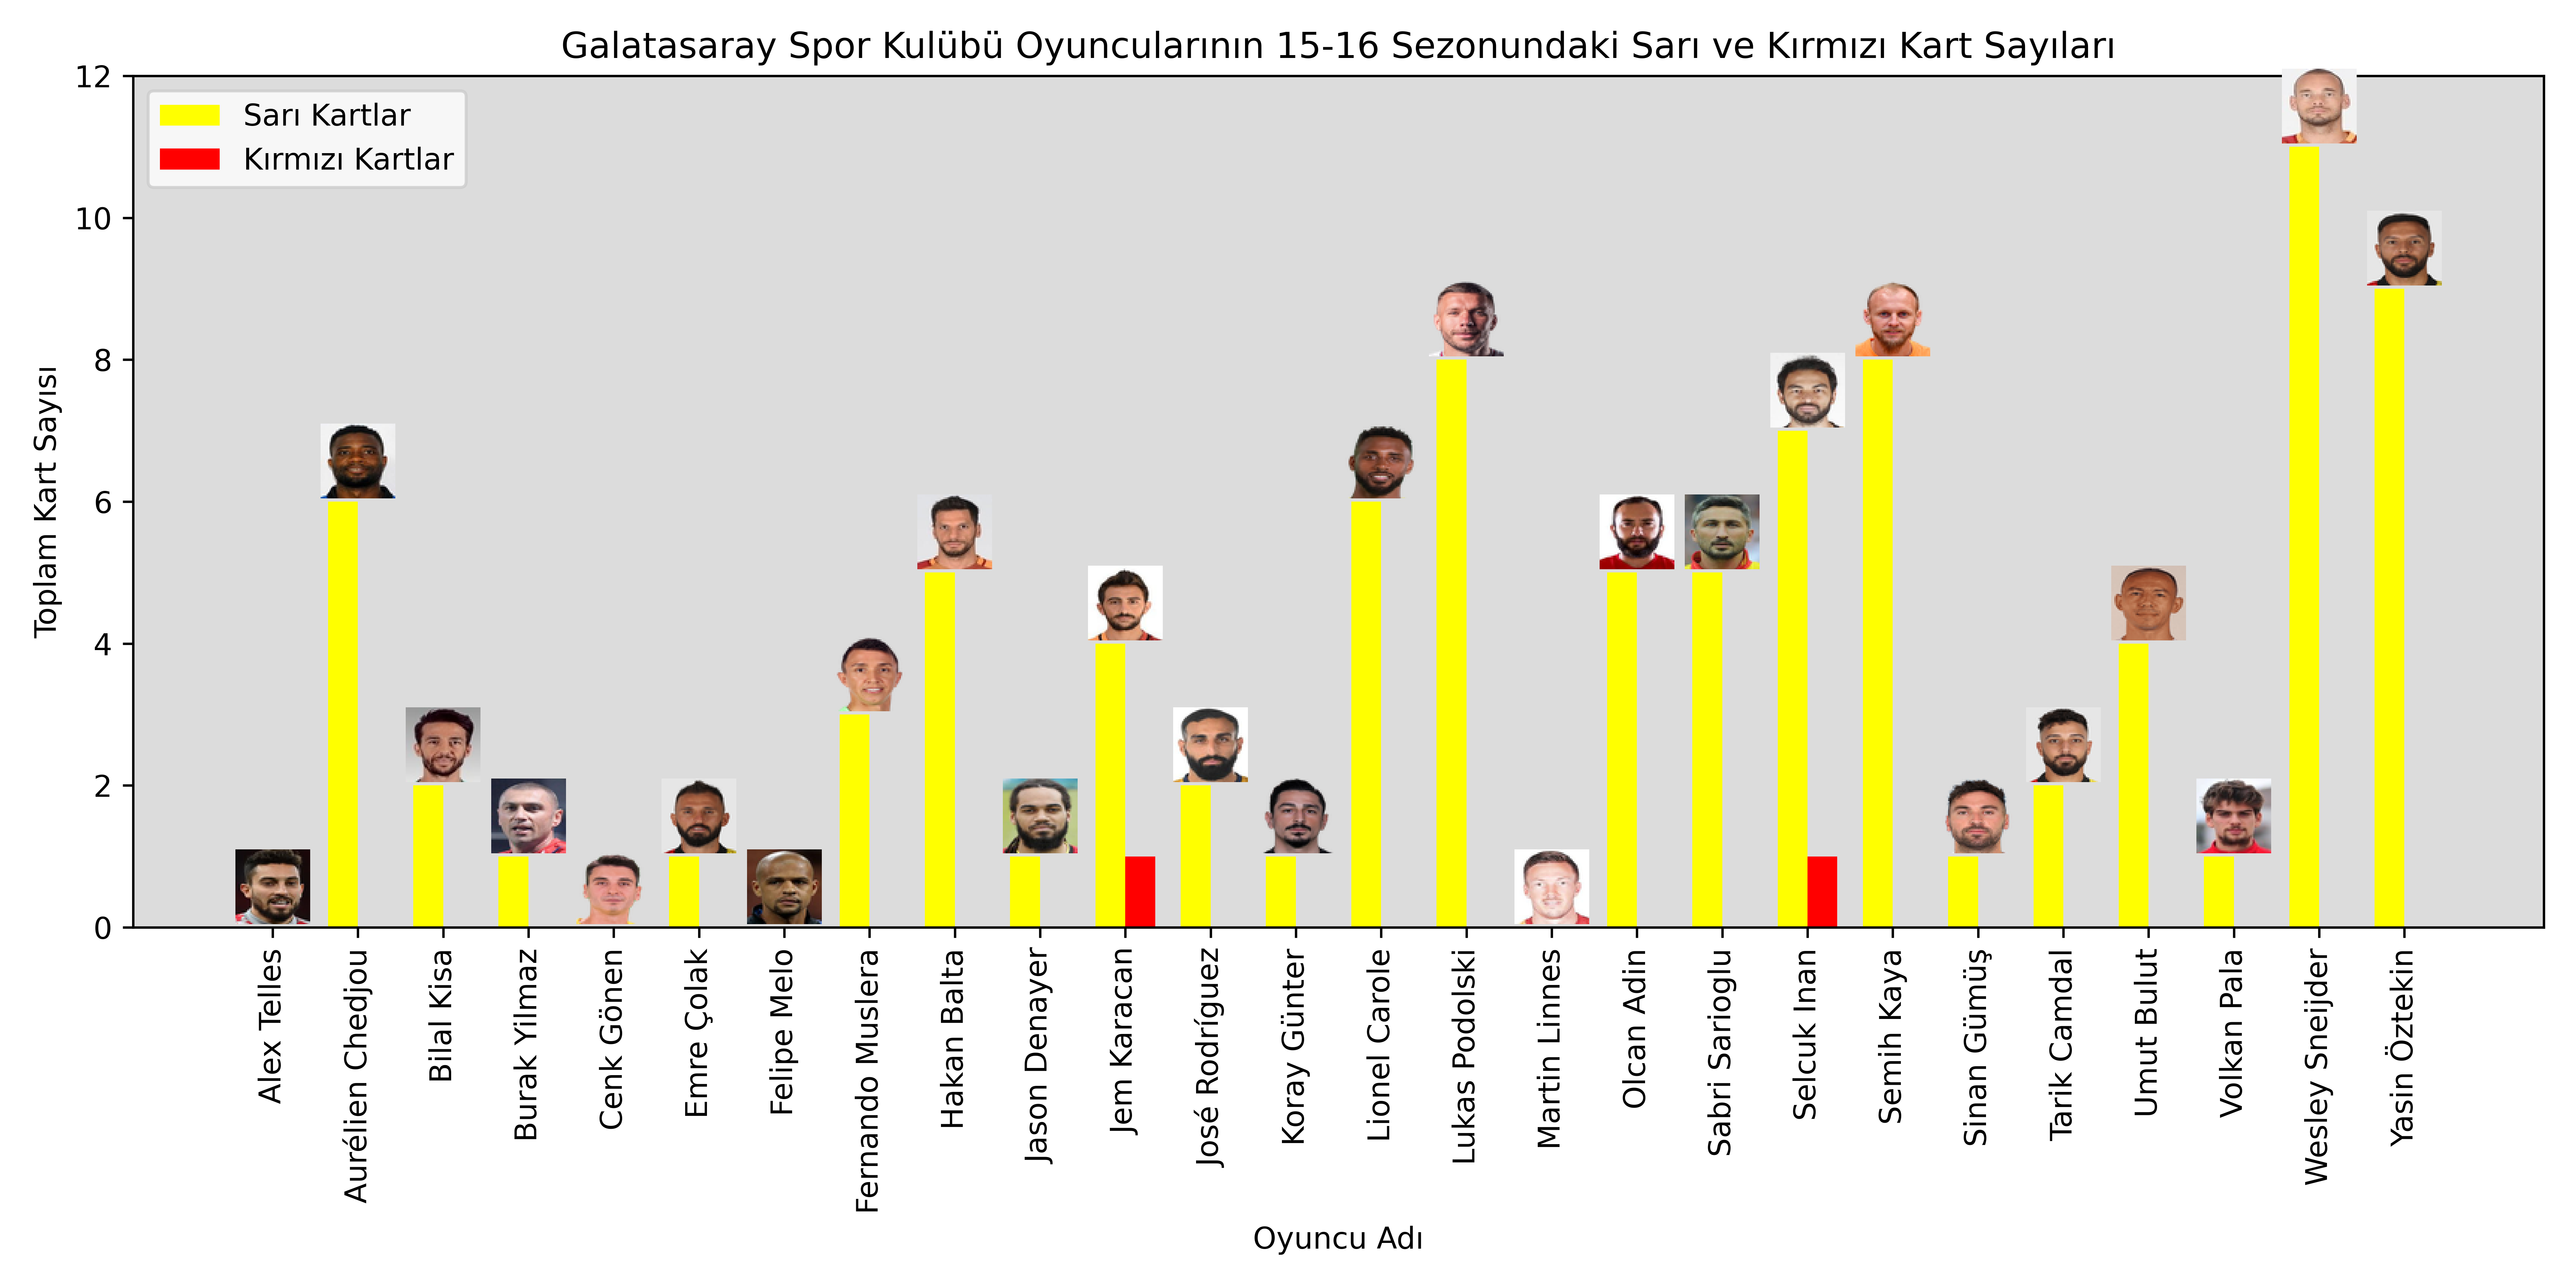 Galatasaray Spor Kulübü Oyuncularının 15-16 Sezonundaki Sarı ve Kırmızı Kart Sayıları
Sarı Kartlar
Kırmızı Kartlar
Toplam Kart Sayısı
12
10
8
6
4
2
0
Alex Telles
Aurélien Chedjou
Bilal Kisa
Burak Yilmaz
Cenk Gönen
Emre Çolak
Felipe Melo
Fernando Muslera
Hakan Balta
Jason Denayer
Jem Karacan
José Rodríguez
Koray Günter
Lionel Carole
Lukas Podolski
Martin Linnes
Olcan Adin
Sabri Sarioglu
Selcuk Inan
Semih Kaya
Sinan Gümüş
Tarik Camdal
Umut Bulut
Volkan Pala
Wesley Sneijder
Yasin Öztekin
Oyuncu Adı